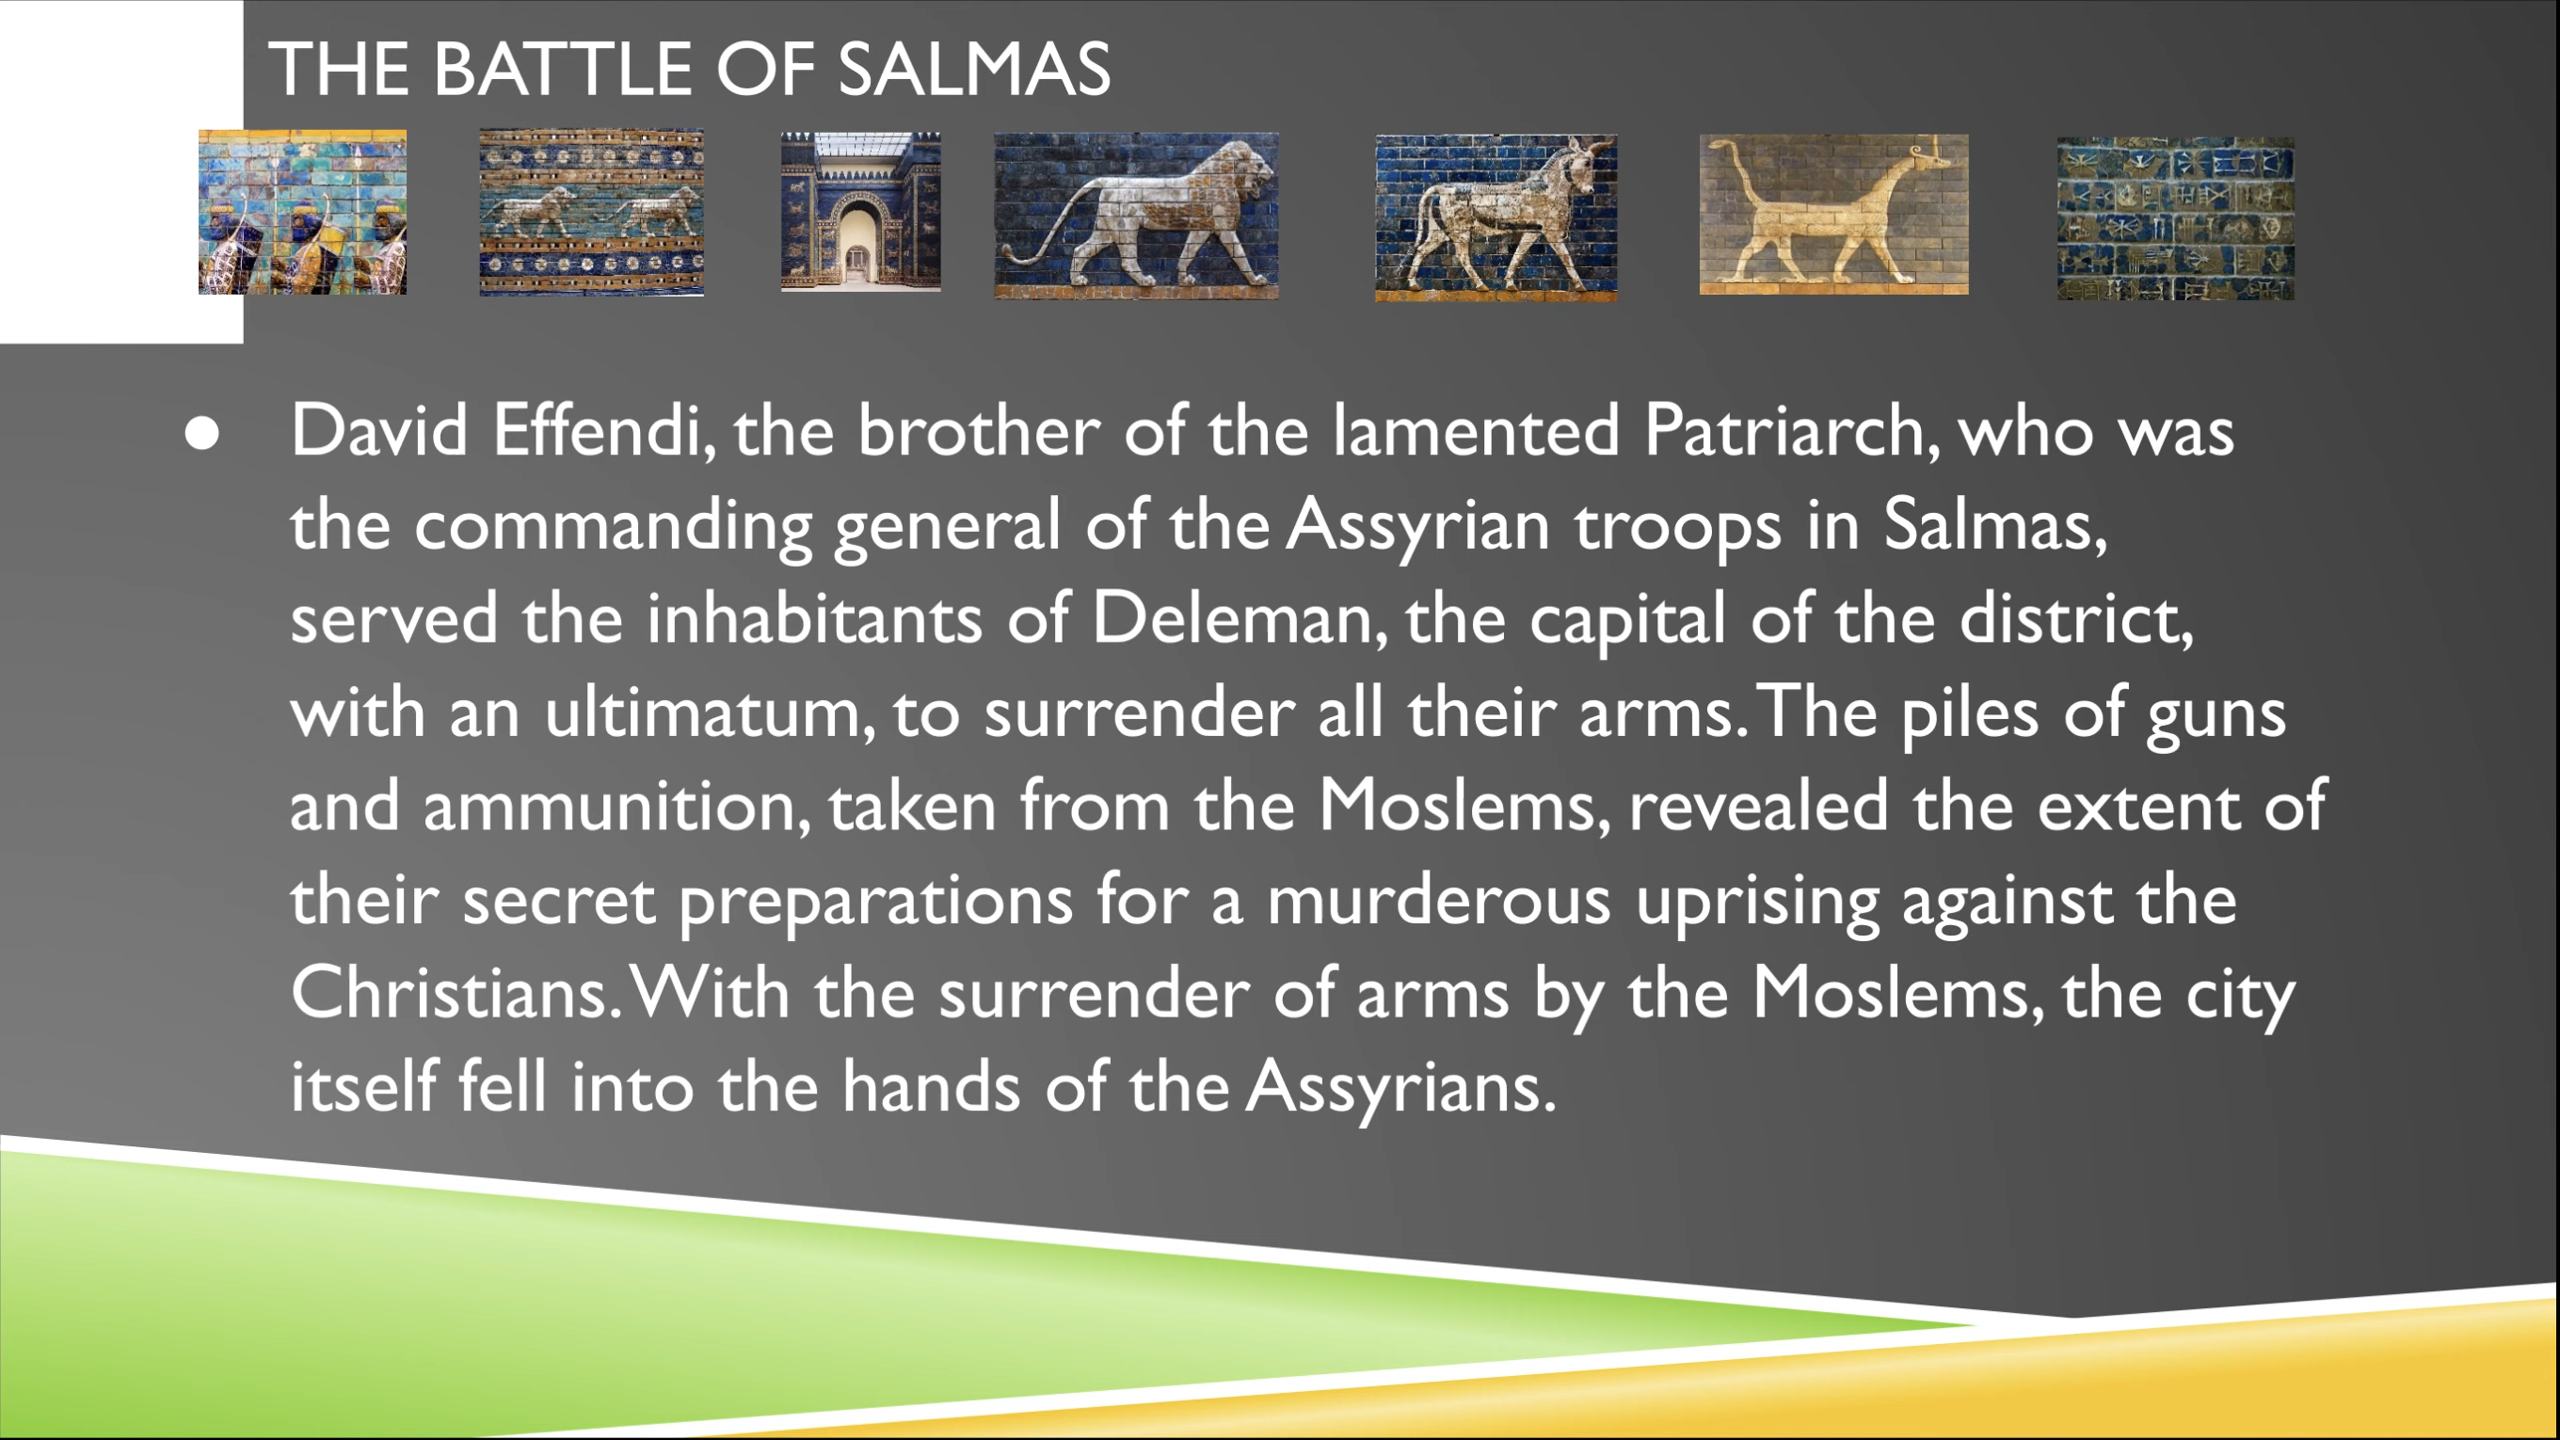 THE BATTLE OF SALMAS
● David Effendi, the brother of the lamented Patriarch, who was
the commanding general of the Assyrian troops in Salmas,
served the inhabitants of Deleman, the capital of the district,
with an ultimatum, to surrender all their arms. The piles of guns
and ammunition, taken from the Moslems, revealed the extent of
their secret preparations for a murderous uprising against the
Christians. With the surrender of arms by the Moslems, the city
itself fell into the hands of the Assyrians.